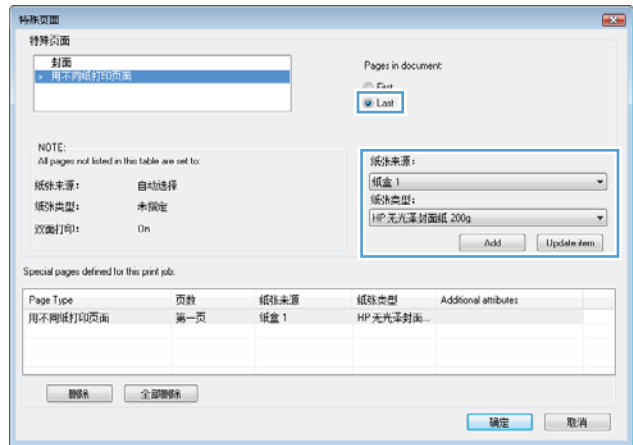 特殊页面
特殊页面
封面
» 用不同纸打印页面
Pages in document:
First
Last
NOTE:
All pages not listed in this table are set to:
纸张来源： 自动选择
纸张类型： 未指定
双面打印： On
纸张来源：
纸盒 1
纸张类型：
HP 无光泽封面纸 200g
Add Update item
Special pages defined for this print job:
Page Type 页数 纸张来源 纸张类型 Additional attributes
用不同纸打印页面 第一页 纸盒 1 HP 无光泽封面...
删除 全部删除
确定 取消